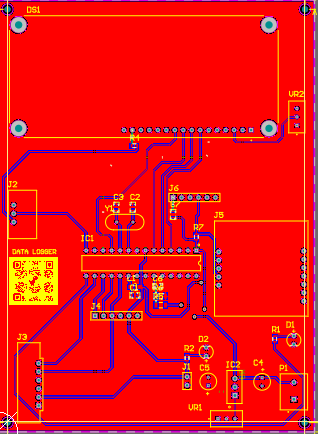 DS1
VR2
J2
C3 C2
Y1
J6
J5
R7
IC1
DATA LOGGER
J4
J3
D2
R2
R1
D1
J1
C5
IC2
C4
P1
VR1